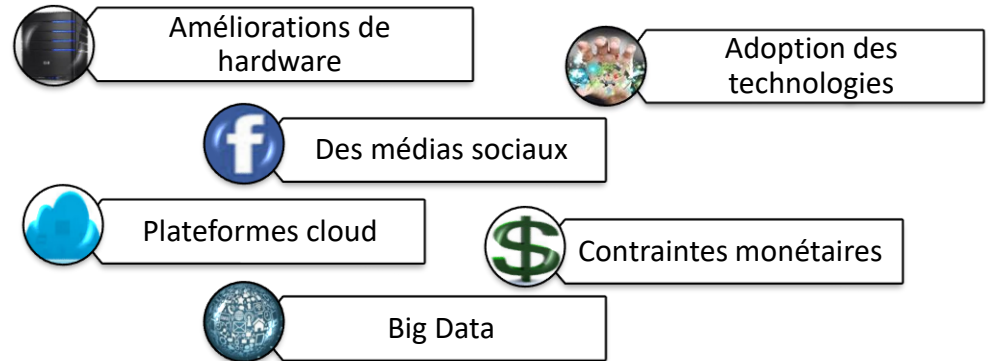 Améliorations de
hardware
Adoption des
technologies
Des médias sociaux
Plateformes cloud
Contraintes monétaires
Big Data